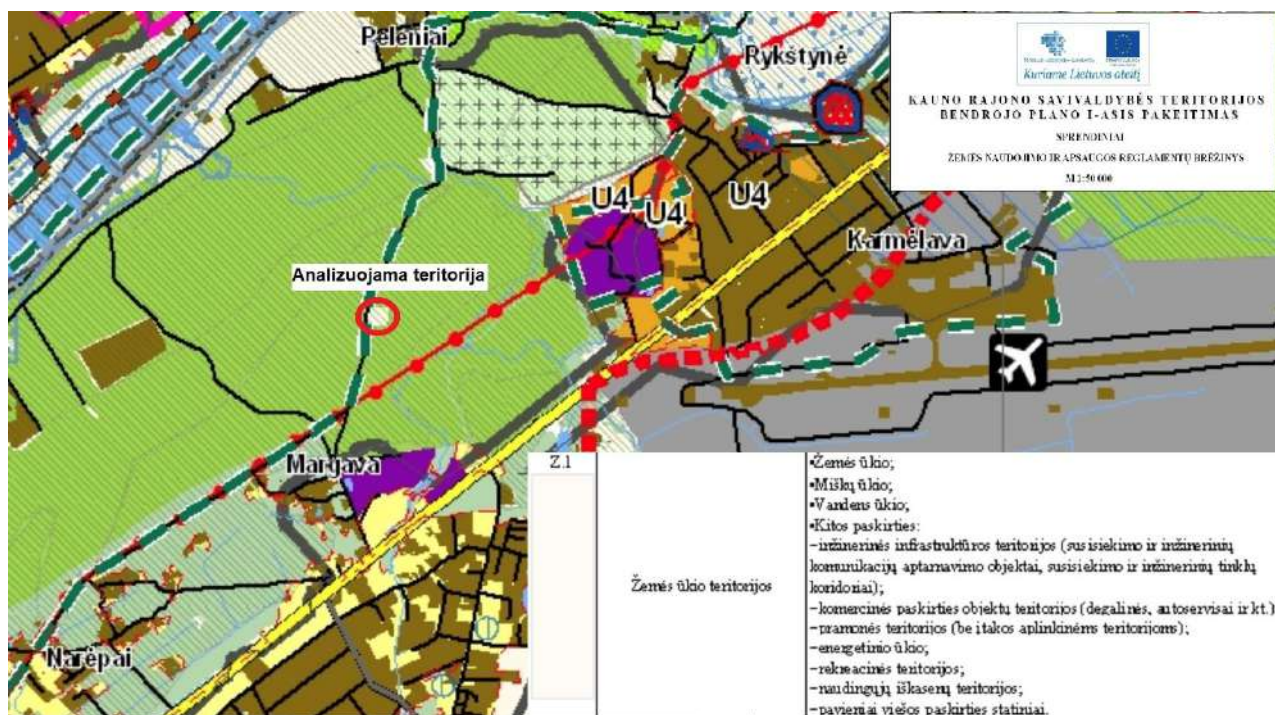 Peleniai
Rykštynė
Kuriame Lietuvos ateitį
KAUNO RAJONO SAVIVALDYBĖS TERITORIJOS
BENDROJO PLANO I-ASIS PAKEITIMAS
SPRENDINIAI
ŽEMĖS NAUDOJIMO IR APSAUGOS REGLAMENTŲ BRĖŽINYS
M 1:50 000
U4
U4
U4
Karmėlava
Analizuojama teritorija
Margava
Narėpai
Z.1
Žemės ūkio teritorijos
•Žemės ūkio;
•Miškų ūkio;
•Vandens ūkio;
•Kitos paskirties:
–inžinerinės infrastruktūros teritorijos (susisiekimo ir inžinerinių
komunikacijų aptarnavimo objektai, susisiekimo ir inžinerinių tinklų
koridoriai);
–komercinės paskirties objektų teritorijos (degalinės, autoservisai ir kt.)
–pramonės teritorijos (be įtakos aplinkinėms teritorijoms);
–energetinio ūkio;
–rekreacinės teritorijos;
–naudingųjų iškasenų teritorijos;
–pavieniai viešos paskirties statiniai.